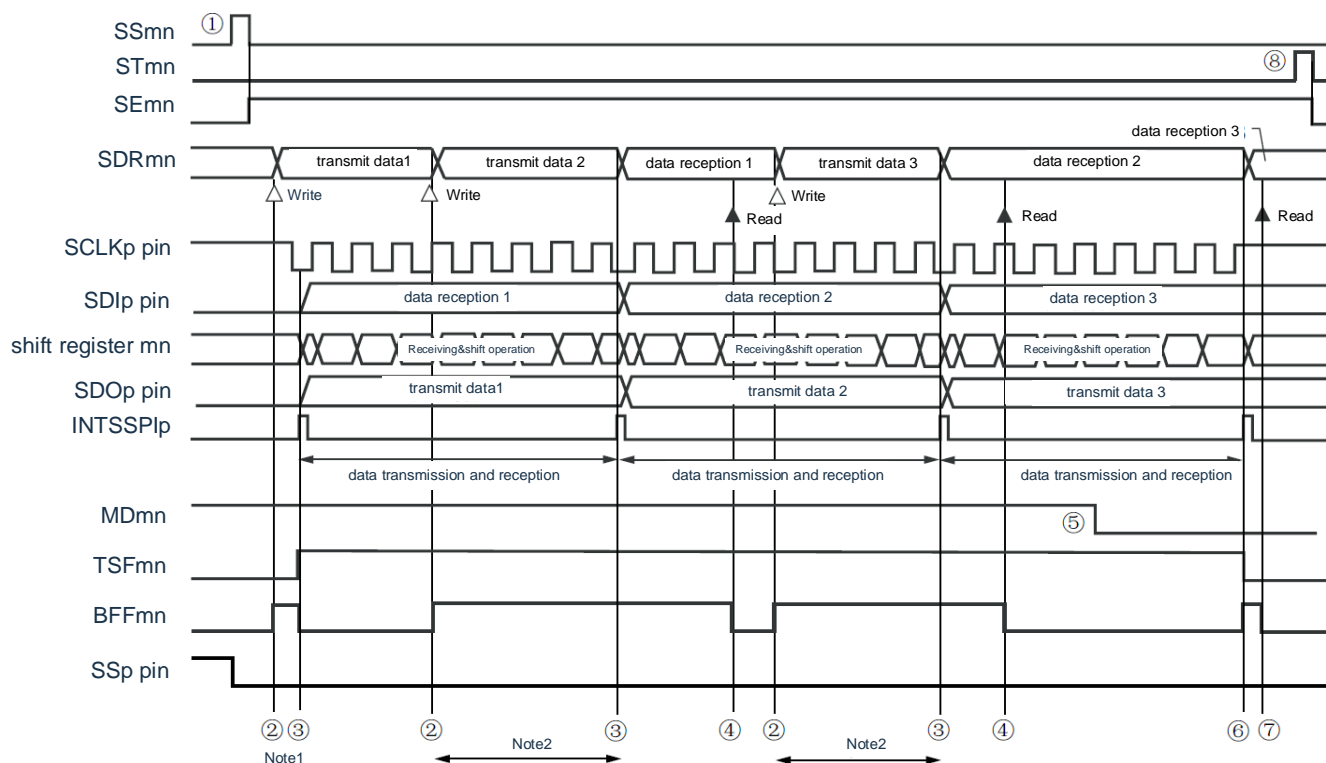 ① SSmn
STmn ⑧
SEmn
data reception 3
SDRmn transmit data1 transmit data 2 data reception 1 transmit data 3 data reception 2
Write Write Read Write Read Read
SCLKp pin
SDIp pin data reception 1 data reception 2 data reception 3
shift register mn Receiving&shift operation Receiving&shift operation Receiving&shift operation
SDOp pin transmit data1 transmit data 2 transmit data 3
INTSSPIp
data transmission and reception data transmission and reception data transmission and reception
MDmn ⑤
TSFmn
BFFmn
SSp pin
② ③ ② ③ ④ ② ③ ④ ⑥ ⑦
Note1 Note2 Note2